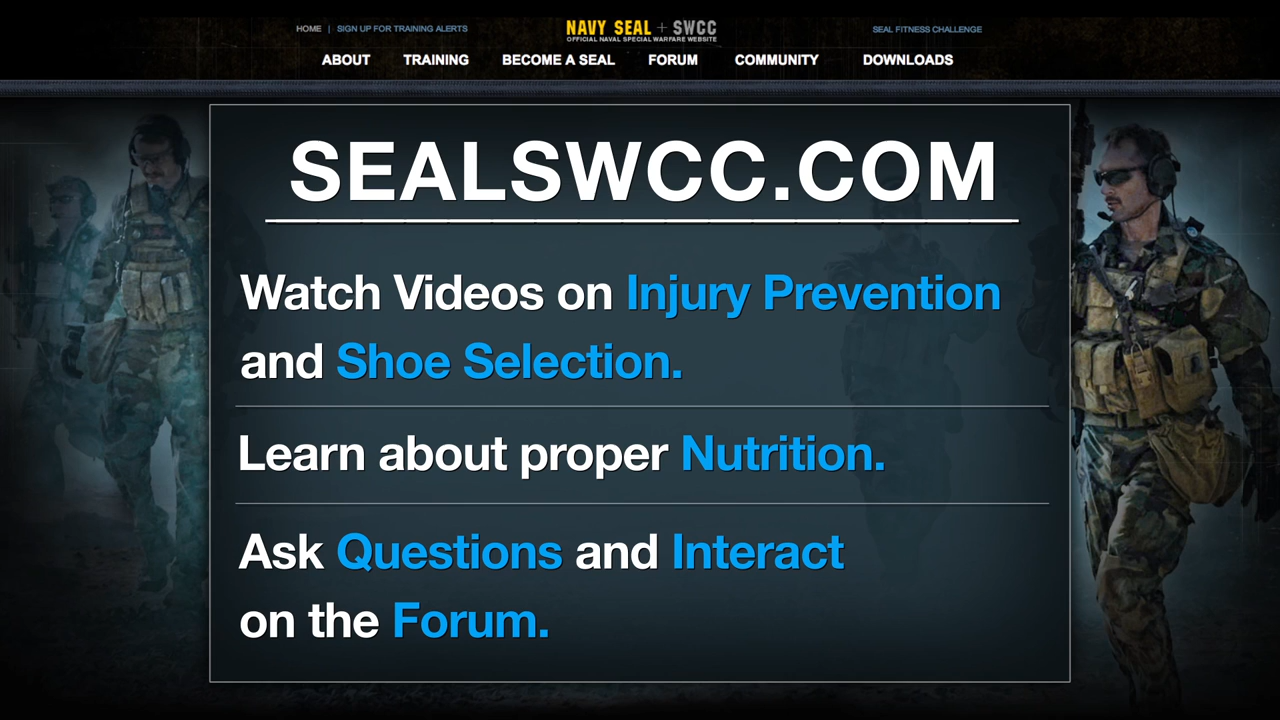 HOME | SIGN UP FOR TRAINING ALERTS
NAVY SEAL + SWCC
OFFICIAL NAVAL SPECIAL WARFARE WEBSITE
SEAL FITNESS CHALLENGE
ABOUT TRAINING BECOME A SEAL FORUM COMMUNITY DOWNLOADS
SEALSWCC.COM
Watch Videos on Injury Prevention
and Shoe Selection.
Learn about proper Nutrition.
Ask Questions and Interact
on the Forum.